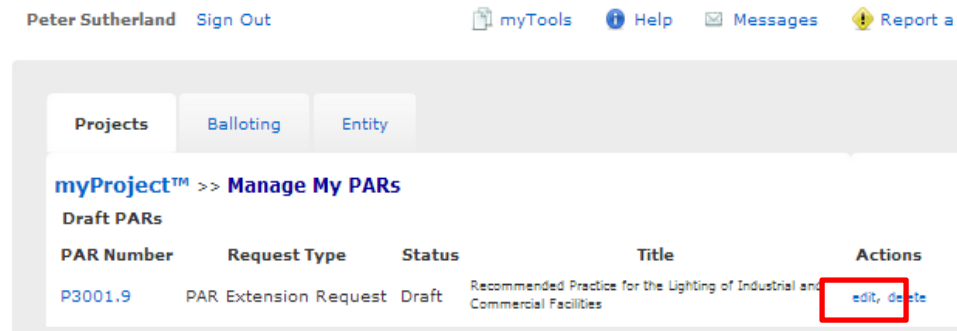 Peter Sutherland Sign Out myTools Help Messages Report a
Projects Balloting Entity
myProject™ >> Manage My PARs
Draft PARs
PAR Number Request Type Status Title Actions
P3001.9 PAR Extension Request Draft Recommended Practice for the Lighting of Industrial and edit, delete
Commercial Facilities